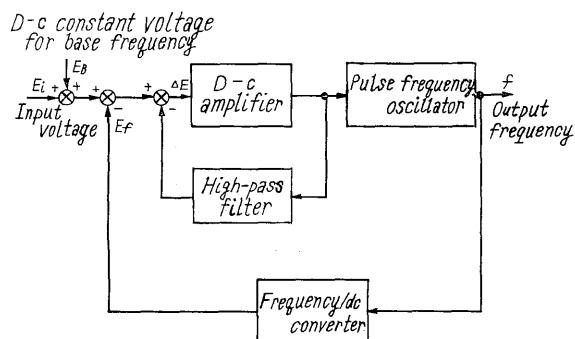 D-c constant voltage
for base frequency
E_B
E_i + +
+ - E_f
+ - ΔE
Input
voltage
D-c
amplifier
Pulse frequency
oscillator
f
Output
frequency
High-pass
filter
Frequency/dc
converter